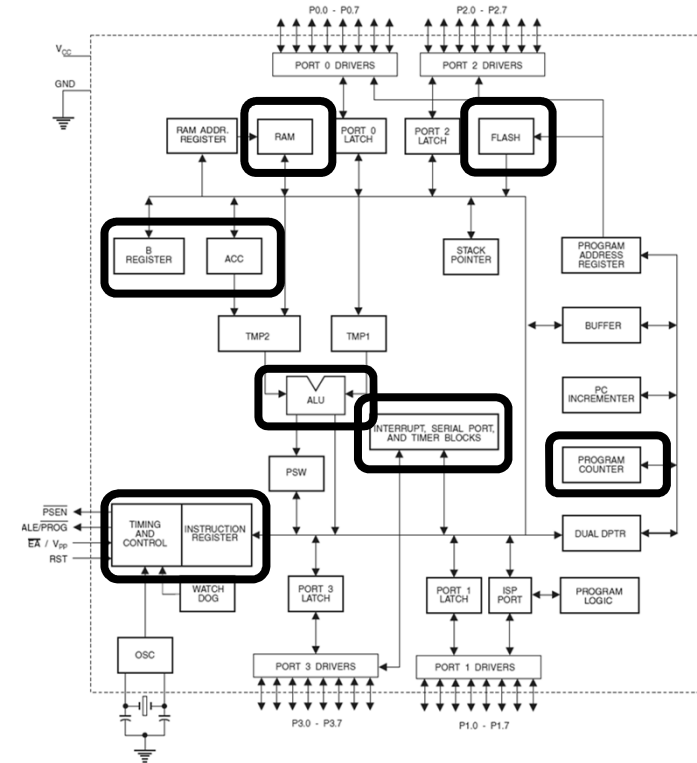 P0.0 - P0.7
P2.0 - P2.7
VCC
GND
PORT 0 DRIVERS
PORT 2 DRIVERS
RAM ADDR.
REGISTER
RAM
PORT 0
LATCH
PORT 2
LATCH
FLASH
B
REGISTER
ACC
STACK
POINTER
PROGRAM
ADDRESS
REGISTER
TMP2
TMP1
BUFFER
ALU
PC
INCREMENTER
INTERRUPT, SERIAL PORT,
AND TIMER BLOCKS
PSW
PROGRAM
COUNTER
PSEN
ALE/PROG
EA / VPP
RST
TIMING
AND
CONTROL
INSTRUCTION
REGISTER
DUAL DPTR
WATCH
DOG
PORT 3
LATCH
PORT 1
LATCH
ISP
PORT
PROGRAM
LOGIC
OSC
PORT 3 DRIVERS
PORT 1 DRIVERS
P3.0 - P3.7
P1.0 - P1.7